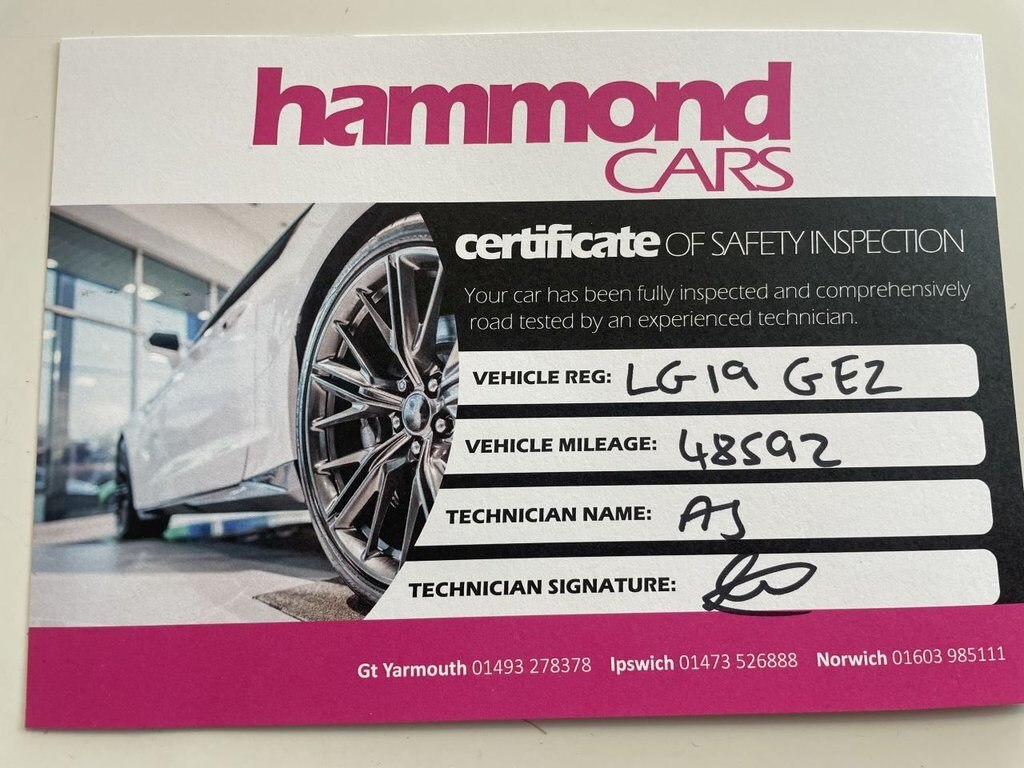 hammond
CARS
certificate OF SAFETY INSPECTION
Your car has been fully inspected and comprehensively
road tested by an experienced technician.
VEHICLE REG: LG19 GEZ
VEHICLE MILEAGE: 48592
TECHNICIAN NAME: AJ
TECHNICIAN SIGNATURE:
Gt Yarmouth 01493 278378 Ipswich 01473 526888 Norwich 01603 985111